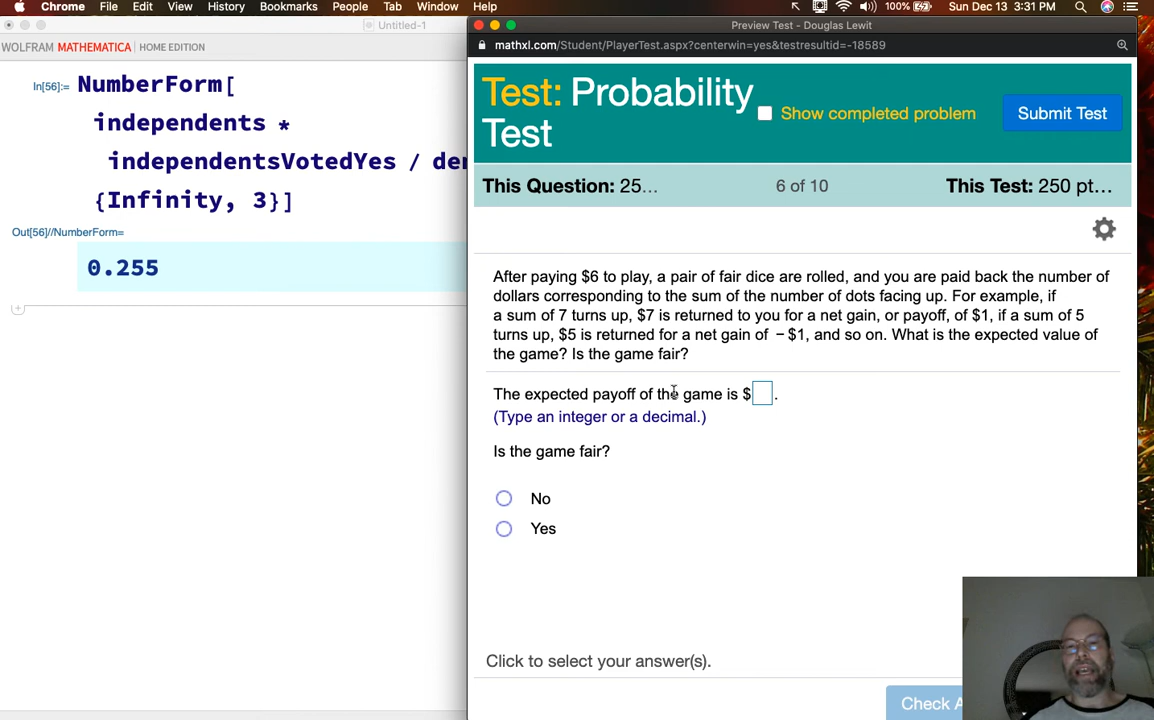 Chrome File Edit View History Bookmarks People Tab Window Help 100% Sun Dec 13 3:31 PM
Untitled-1
WOLFRAM MATHEMATICA HOME EDITION
In[56]:= NumberForm[
independents *
independentsVotedYes / den
{Infinity, 3}]
Out[56]//NumberForm=
0.255
Preview Test - Douglas Lewit
mathxl.com/Student/PlayerTest.aspx?centerwin=yes&testresultid=-18589
Test: Probability
Test
Show completed problem
Submit Test
This Question: 25... 6 of 10 This Test: 250 pt...
After paying $6 to play, a pair of fair dice are rolled, and you are paid back the number of
dollars corresponding to the sum of the number of dots facing up. For example, if
a sum of 7 turns up, $7 is returned to you for a net gain, or payoff, of $1, if a sum of 5
turns up, $5 is returned for a net gain of − $1, and so on. What is the expected value of
the game? Is the game fair?
The expected payoff of the game is $ .
(Type an integer or a decimal.)
Is the game fair?
No
Yes
Click to select your answer(s).
Check A